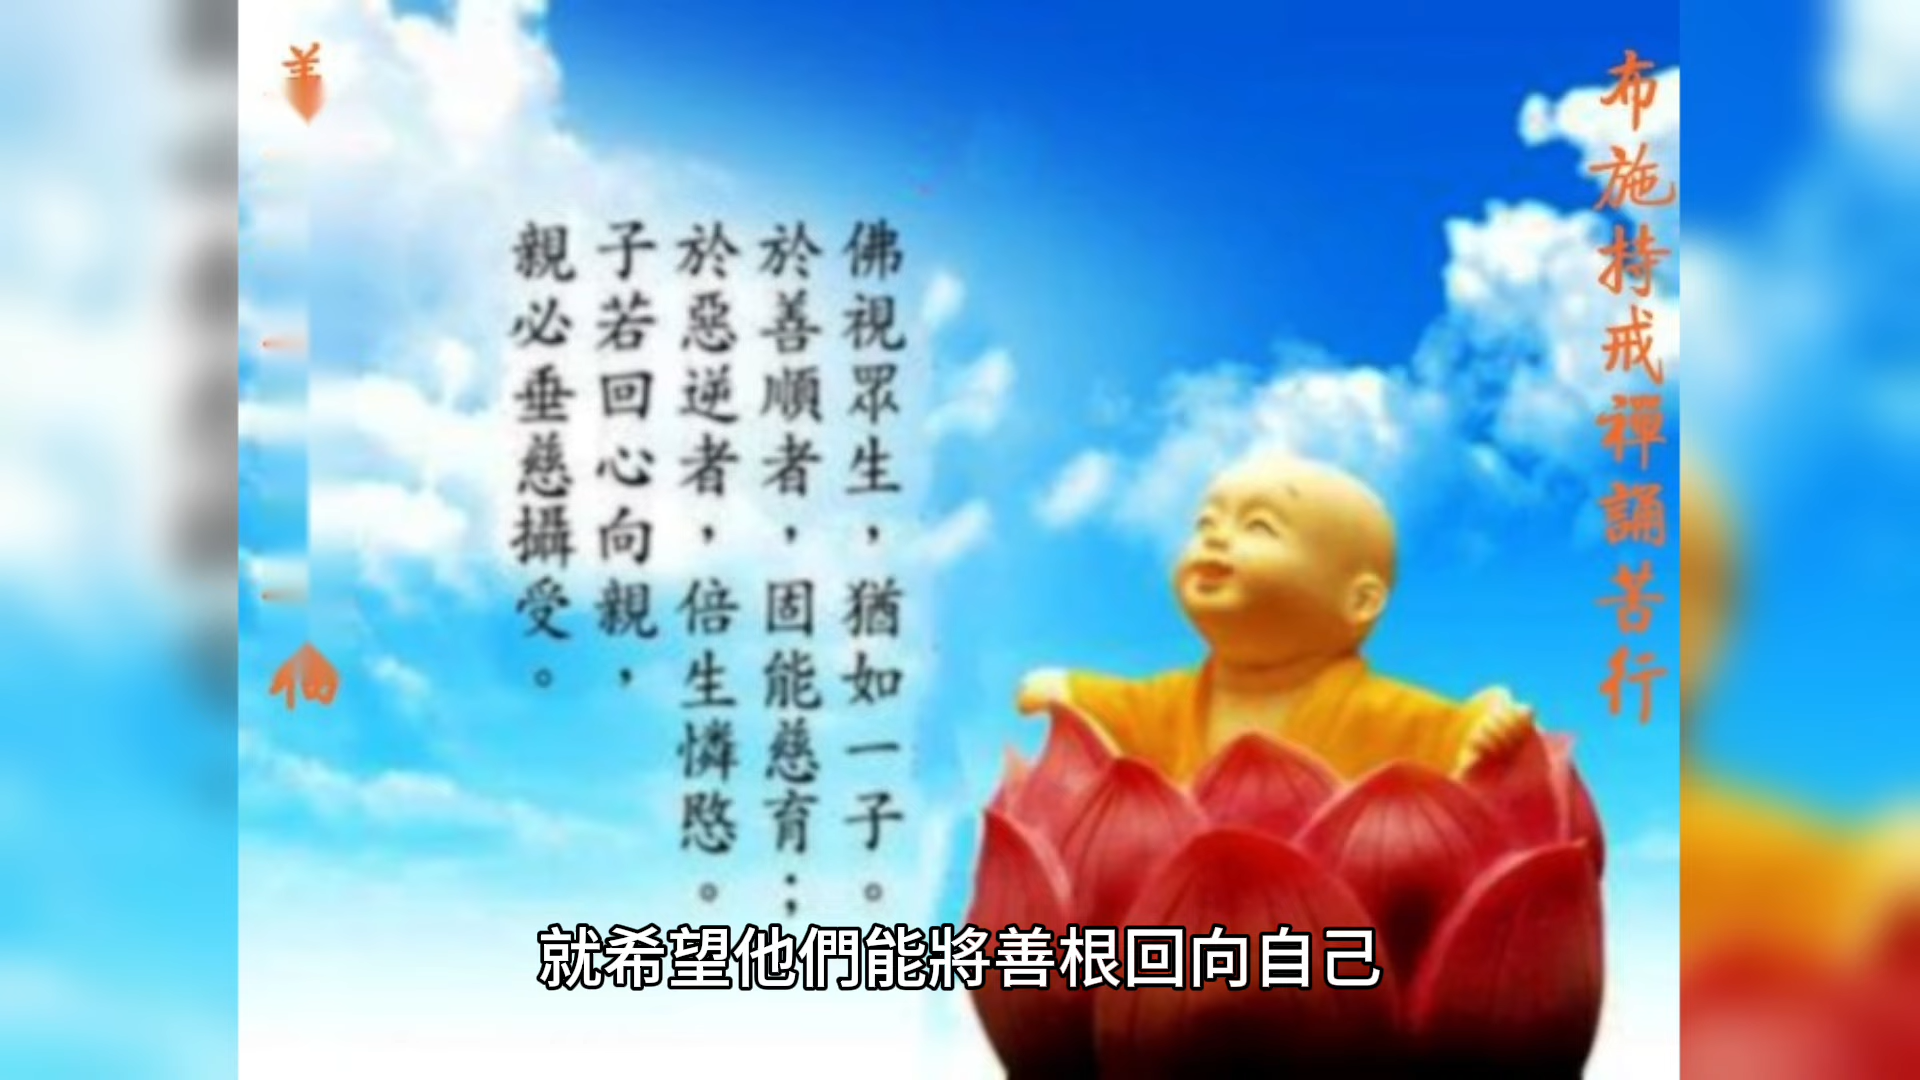 布施持戒禪誦苦行
佛視眾生，猶如一子。
於善順者，固能慈育；
於惡逆者，倍生憐愍。
子若回心向親，
親必垂慈攝受。
就希望他們能將善根回向自己